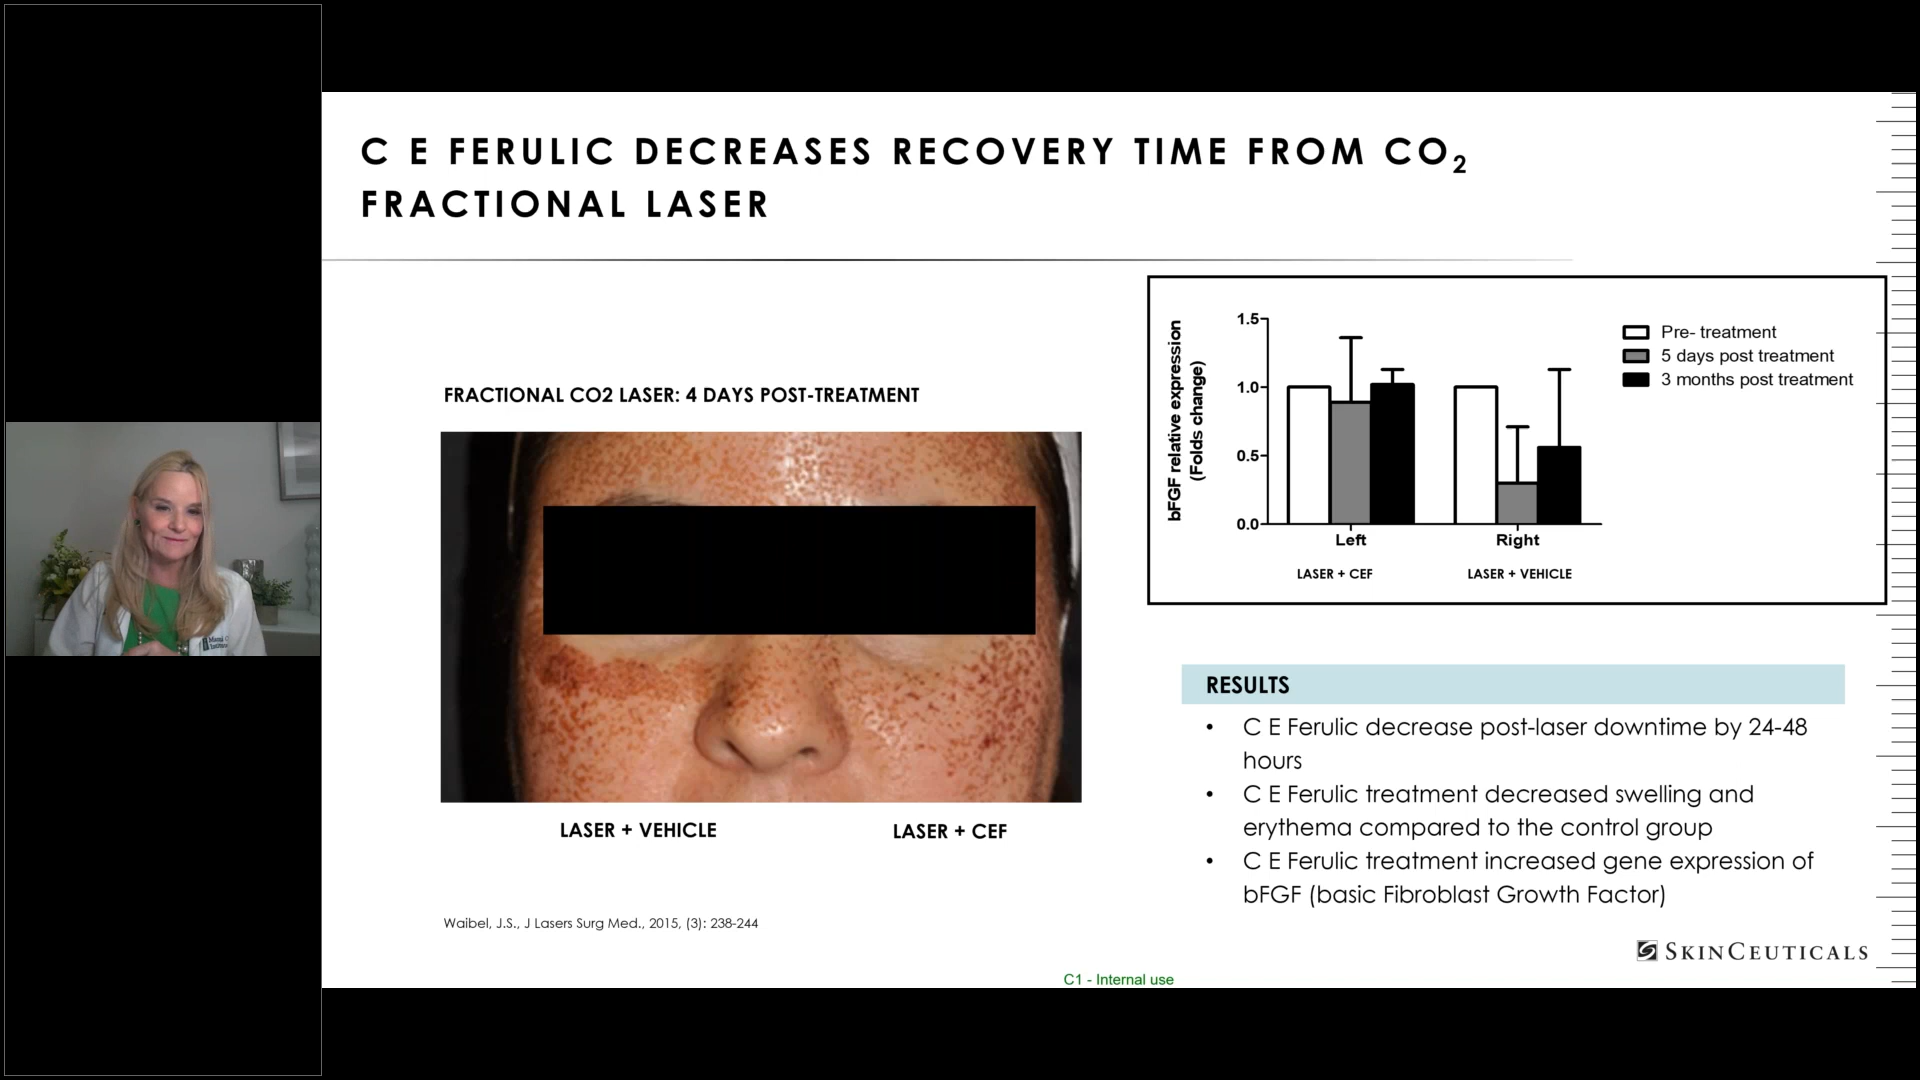 C E FERULIC DECREASES RECOVERY TIME FROM CO₂
FRACTIONAL LASER
FRACTIONAL CO2 LASER: 4 DAYS POST-TREATMENT
LASER + VEHICLE
LASER + CEF
Waibel, J.S., J Lasers Surg Med., 2015, (3): 238-244
bFGF relative expression
(Folds change)
1.5
1.0
0.5
0.0
Left
Right
LASER + CEF
LASER + VEHICLE
Pre- treatment
5 days post treatment
3 months post treatment
RESULTS
• C E Ferulic decrease post-laser downtime by 24-48
hours
• C E Ferulic treatment decreased swelling and
erythema compared to the control group
• C E Ferulic treatment increased gene expression of
bFGF (basic Fibroblast Growth Factor)
SKINCEUTICALS
C1 - Internal use